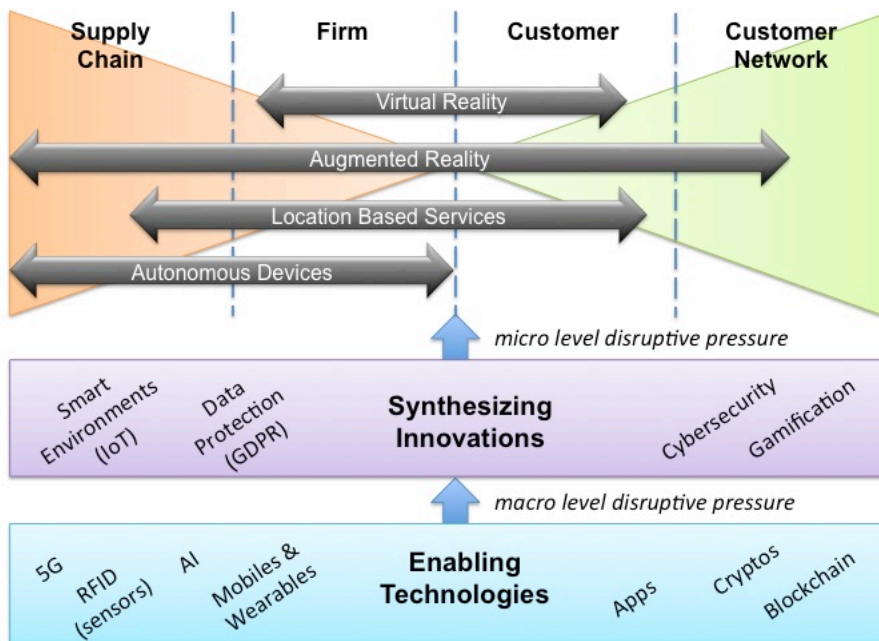 Supply
Chain
Firm
Customer
Customer
Network
Virtual Reality
Augmented Reality
Location Based Services
Autonomous Devices
micro level disruptive pressure
Smart
Environments
(IoT)
Data
Protection
(GDPR)
Synthesizing
Innovations
Cybersecurity
Gamification
macro level disruptive pressure
5G
RFID
(sensors)
AI
Mobiles &
Wearables
Enabling
Technologies
Apps
Cryptos
Blockchain